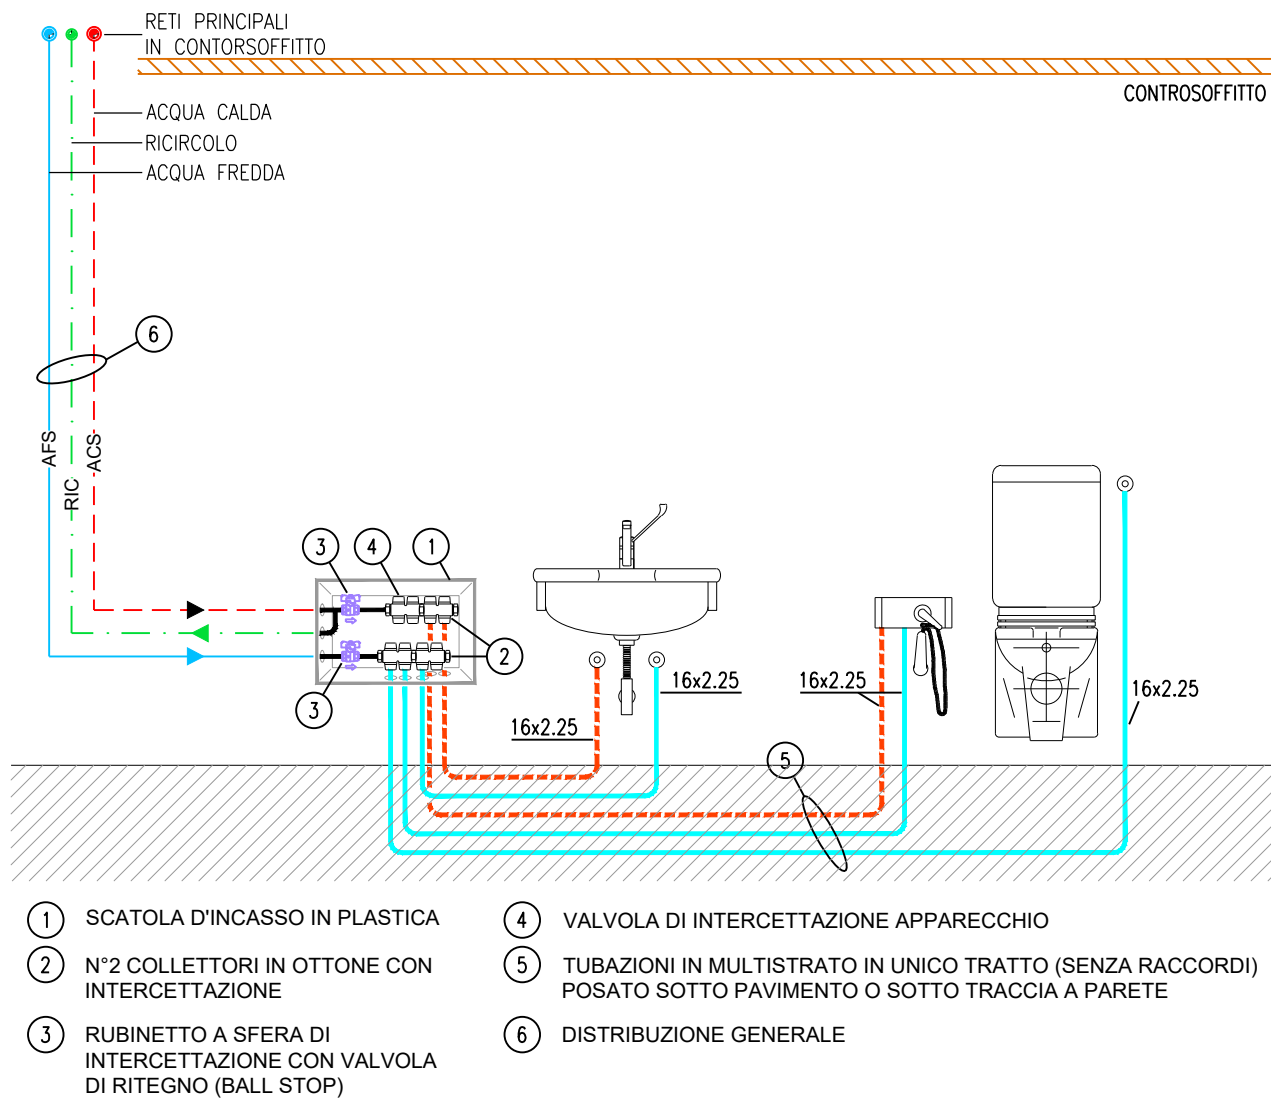 RETI PRINCIPALI
IN CONTORSOFFITTO
CONTROSOFFITTO
ACQUA CALDA
RICIRCOLO
ACQUA FREDDA
6
AFS
RIC
ACS
3
4
1
2
3
16x2.25
16x2.25
16x2.25
16x2.25
5
1 SCATOLA D'INCASSO IN PLASTICA
2 N°2 COLLETTORI IN OTTONE CON
INTERCETTAZIONE
3 RUBINETTO A SFERA DI
INTERCETTAZIONE CON VALVOLA
DI RITEGNO (BALL STOP)
4 VALVOLA DI INTERCETTAZIONE APPARECCHIO
5 TUBAZIONI IN MULTISTRATO IN UNICO TRATTO (SENZA RACCORDI)
POSATO SOTTO PAVIMENTO O SOTTO TRACCIA A PARETE
6 DISTRIBUZIONE GENERALE